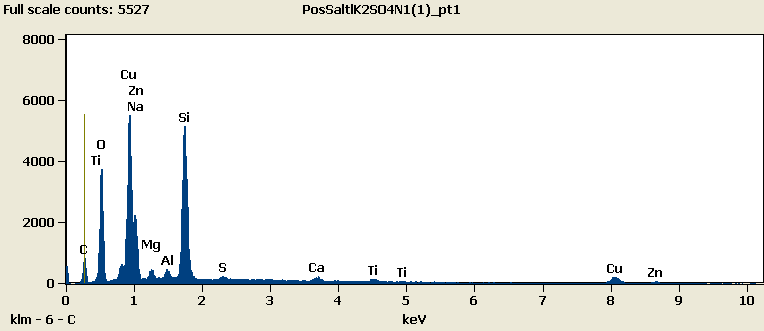 Full scale counts: 5527 PosSaltlK2SO4N1(1)_pt1
8000
Cu
6000 Zn
Na
Si
O
4000 Ti
2000
C Mg
Al S Ca Ti Ti Cu Zn
0
0 1 2 3 4 5 6 7 8 9 10
klm - 6 - C keV